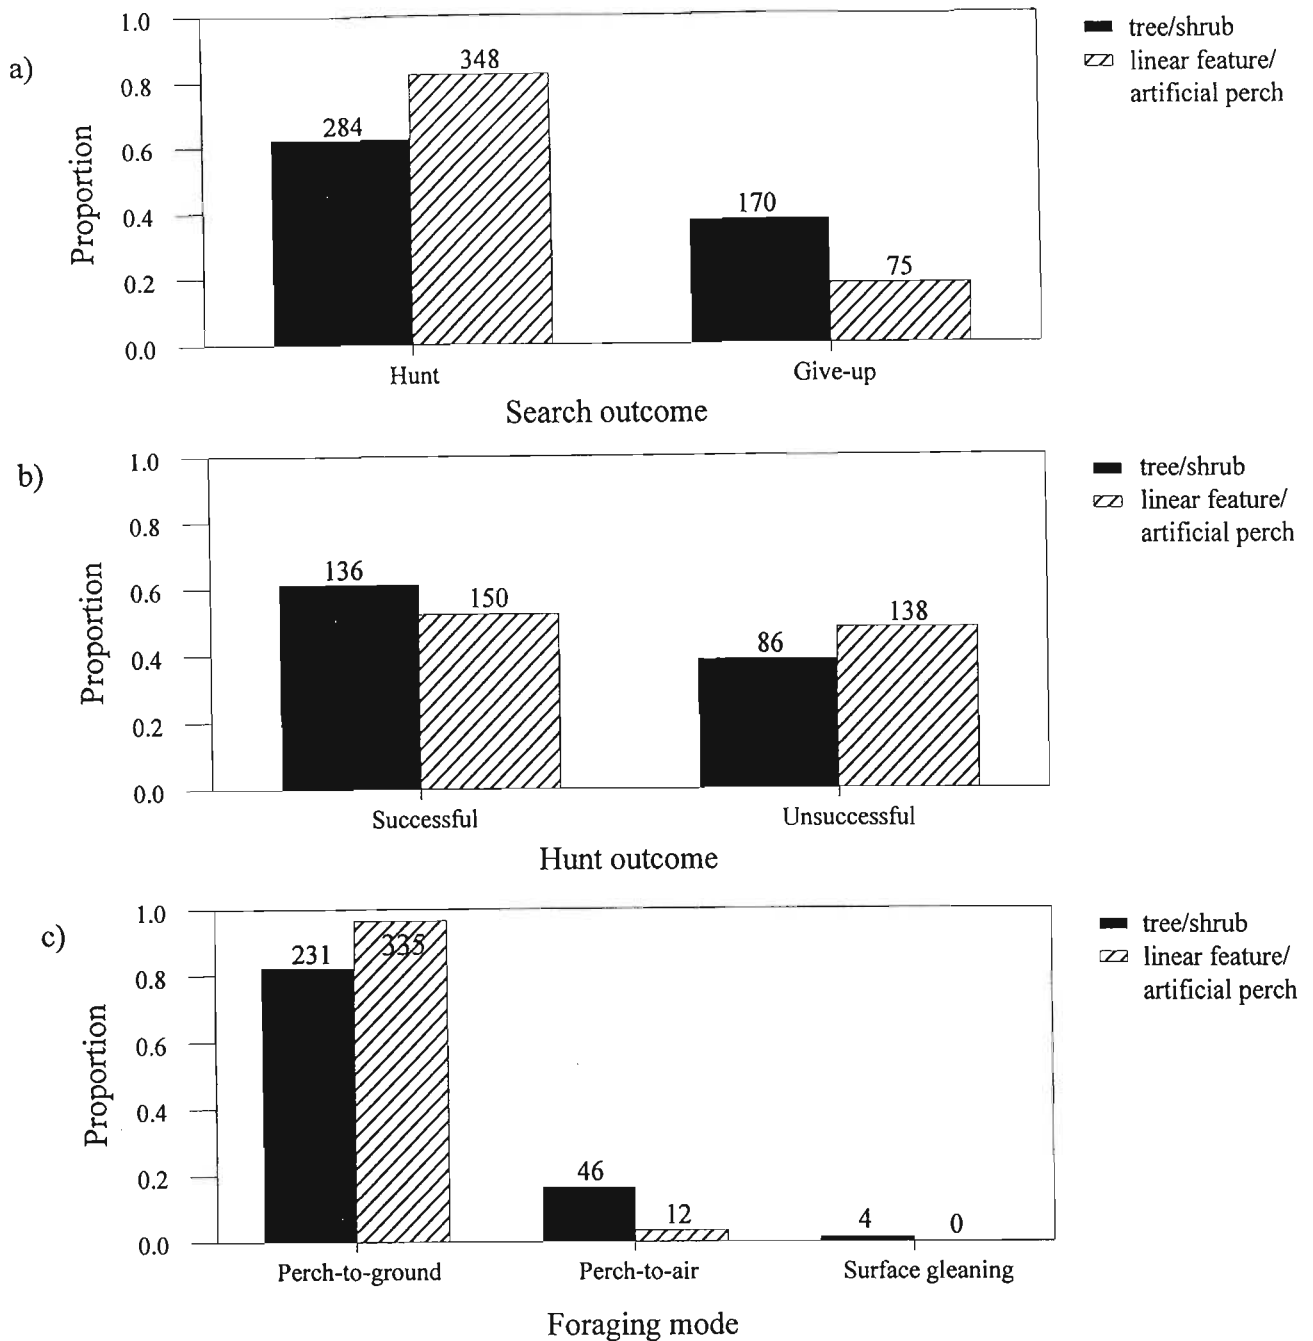 a)
1.0
0.8
0.6
0.4
0.2
0.0
Proportion
284
348
170
75
Hunt
Give-up
Search outcome
tree/shrub
linear feature/
artificial perch
b)
1.0
0.8
0.6
0.4
0.2
0.0
Proportion
136
150
86
138
Successful
Unsuccessful
Hunt outcome
tree/shrub
linear feature/
artificial perch
c)
1.0
0.8
0.6
0.4
0.2
0.0
Proportion
231
335
46
12
4
0
Perch-to-ground
Perch-to-air
Surface gleaning
Foraging mode
tree/shrub
linear feature/
artificial perch